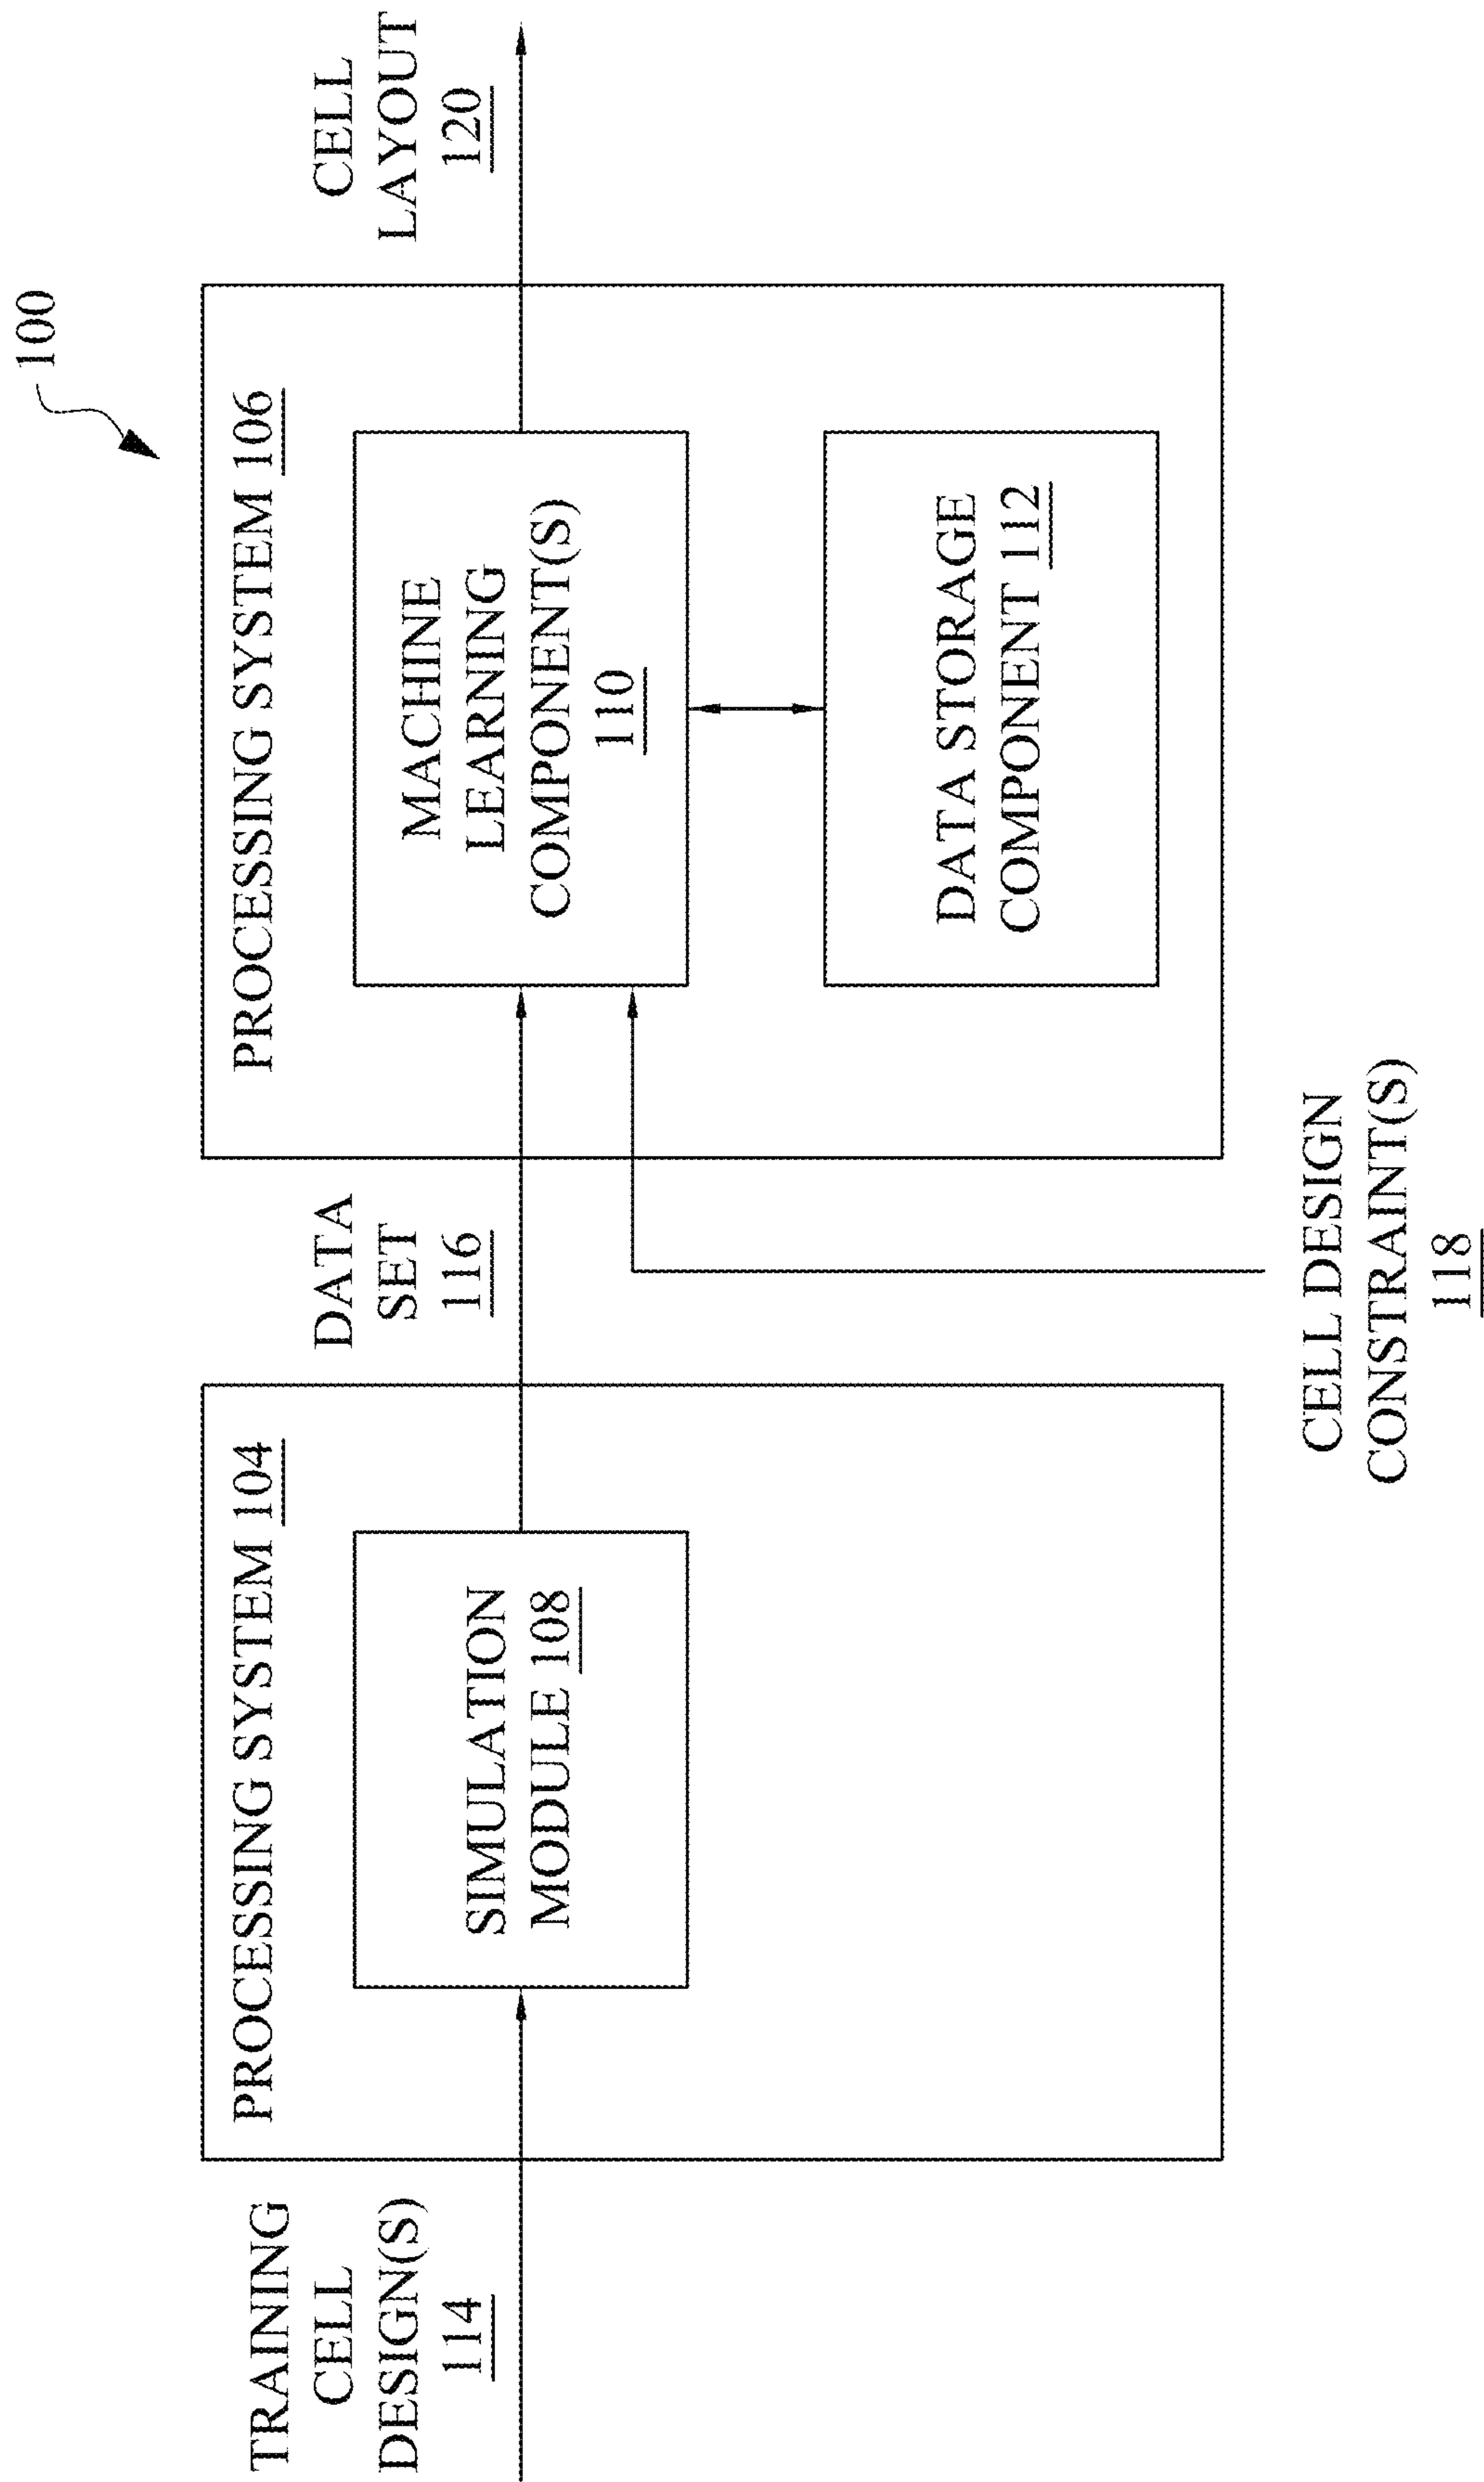 100
TRAINING
CELL
DESIGN(S)
114
PROCESSING SYSTEM 104
SIMULATION
MODULE 108
DATA
SET
116
PROCESSING SYSTEM 106
MACHINE
LEARNING
COMPONENT(S)
110
DATA STORAGE
COMPONENT 112
CELL
LAYOUT
120
CELL DESIGN
CONSTRAINT(S)
118